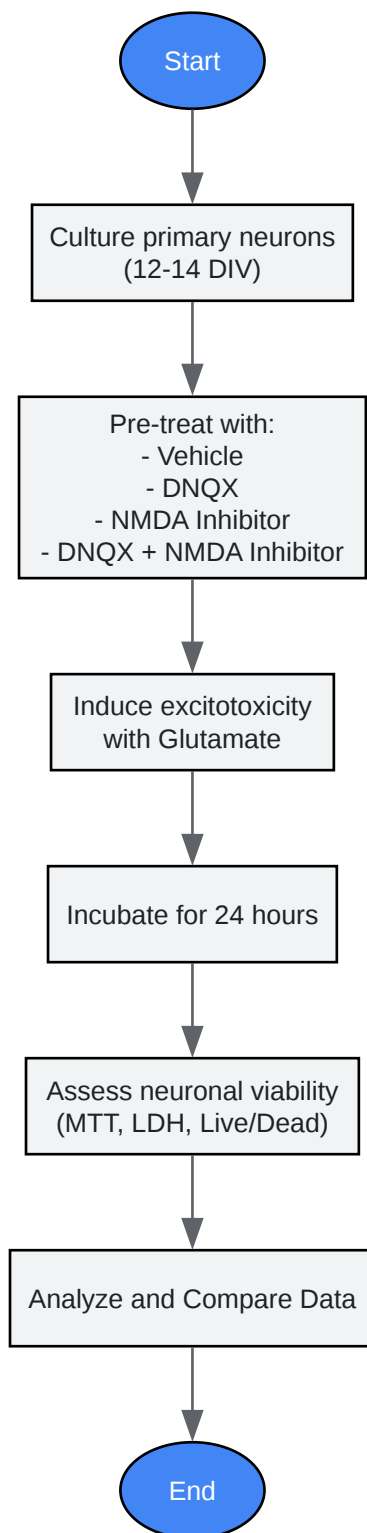 Start
Culture primary neurons
(12-14 DIV)
Pre-treat with:
- Vehicle
- DNQX
- NMDA Inhibitor
- DNQX + NMDA Inhibitor
Induce excitotoxicity
with Glutamate
Incubate for 24 hours
Assess neuronal viability
(MTT, LDH, Live/Dead)
Analyze and Compare Data
End